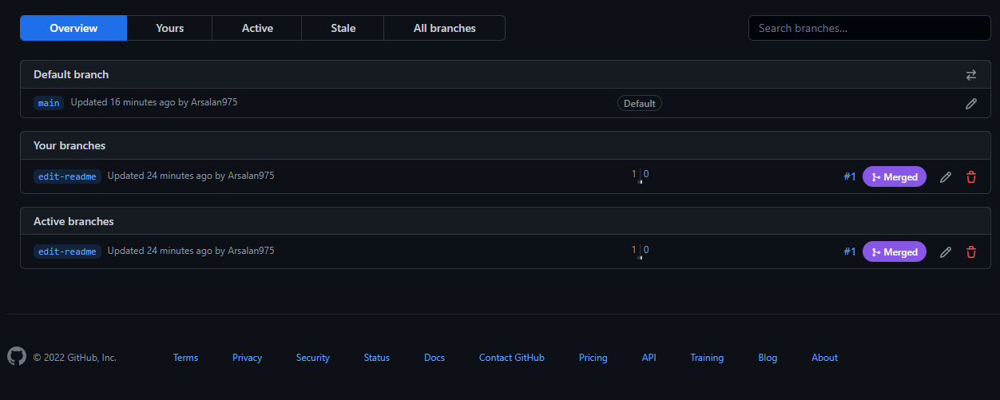 Overview Yours Active Stale All branches Search branches...
Default branch
main Updated 16 minutes ago by Arsalan975 Default
Your branches
edit-readme Updated 24 minutes ago by Arsalan975 1 0 #1 Merged
Active branches
edit-readme Updated 24 minutes ago by Arsalan975 1 0 #1 Merged
© 2022 GitHub, Inc. Terms Privacy Security Status Docs Contact GitHub Pricing API Training Blog About